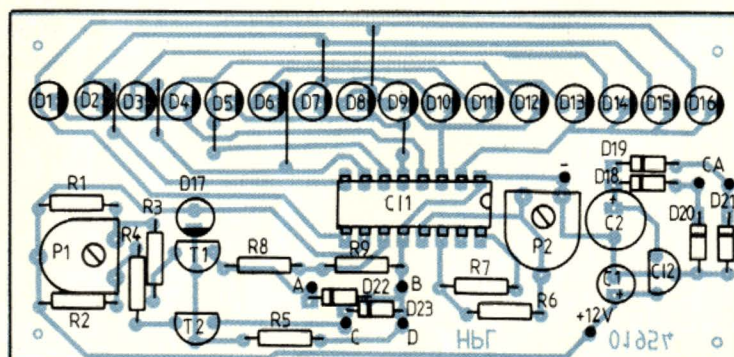 D1 D2 D3 D4 D5 D6 D7 D8 D9 D10 D11 D12 D13 D14 D15 D16
D19
CA
D18
D21
R1
D17
CI1
-
+
C2
D20
R3
P1
R4
T1
R8
R9
P2
R7
C1
CI2
A
D22
B
R2
D23
R6
+
T2
R5
C
D
HPL
+12V
019S4